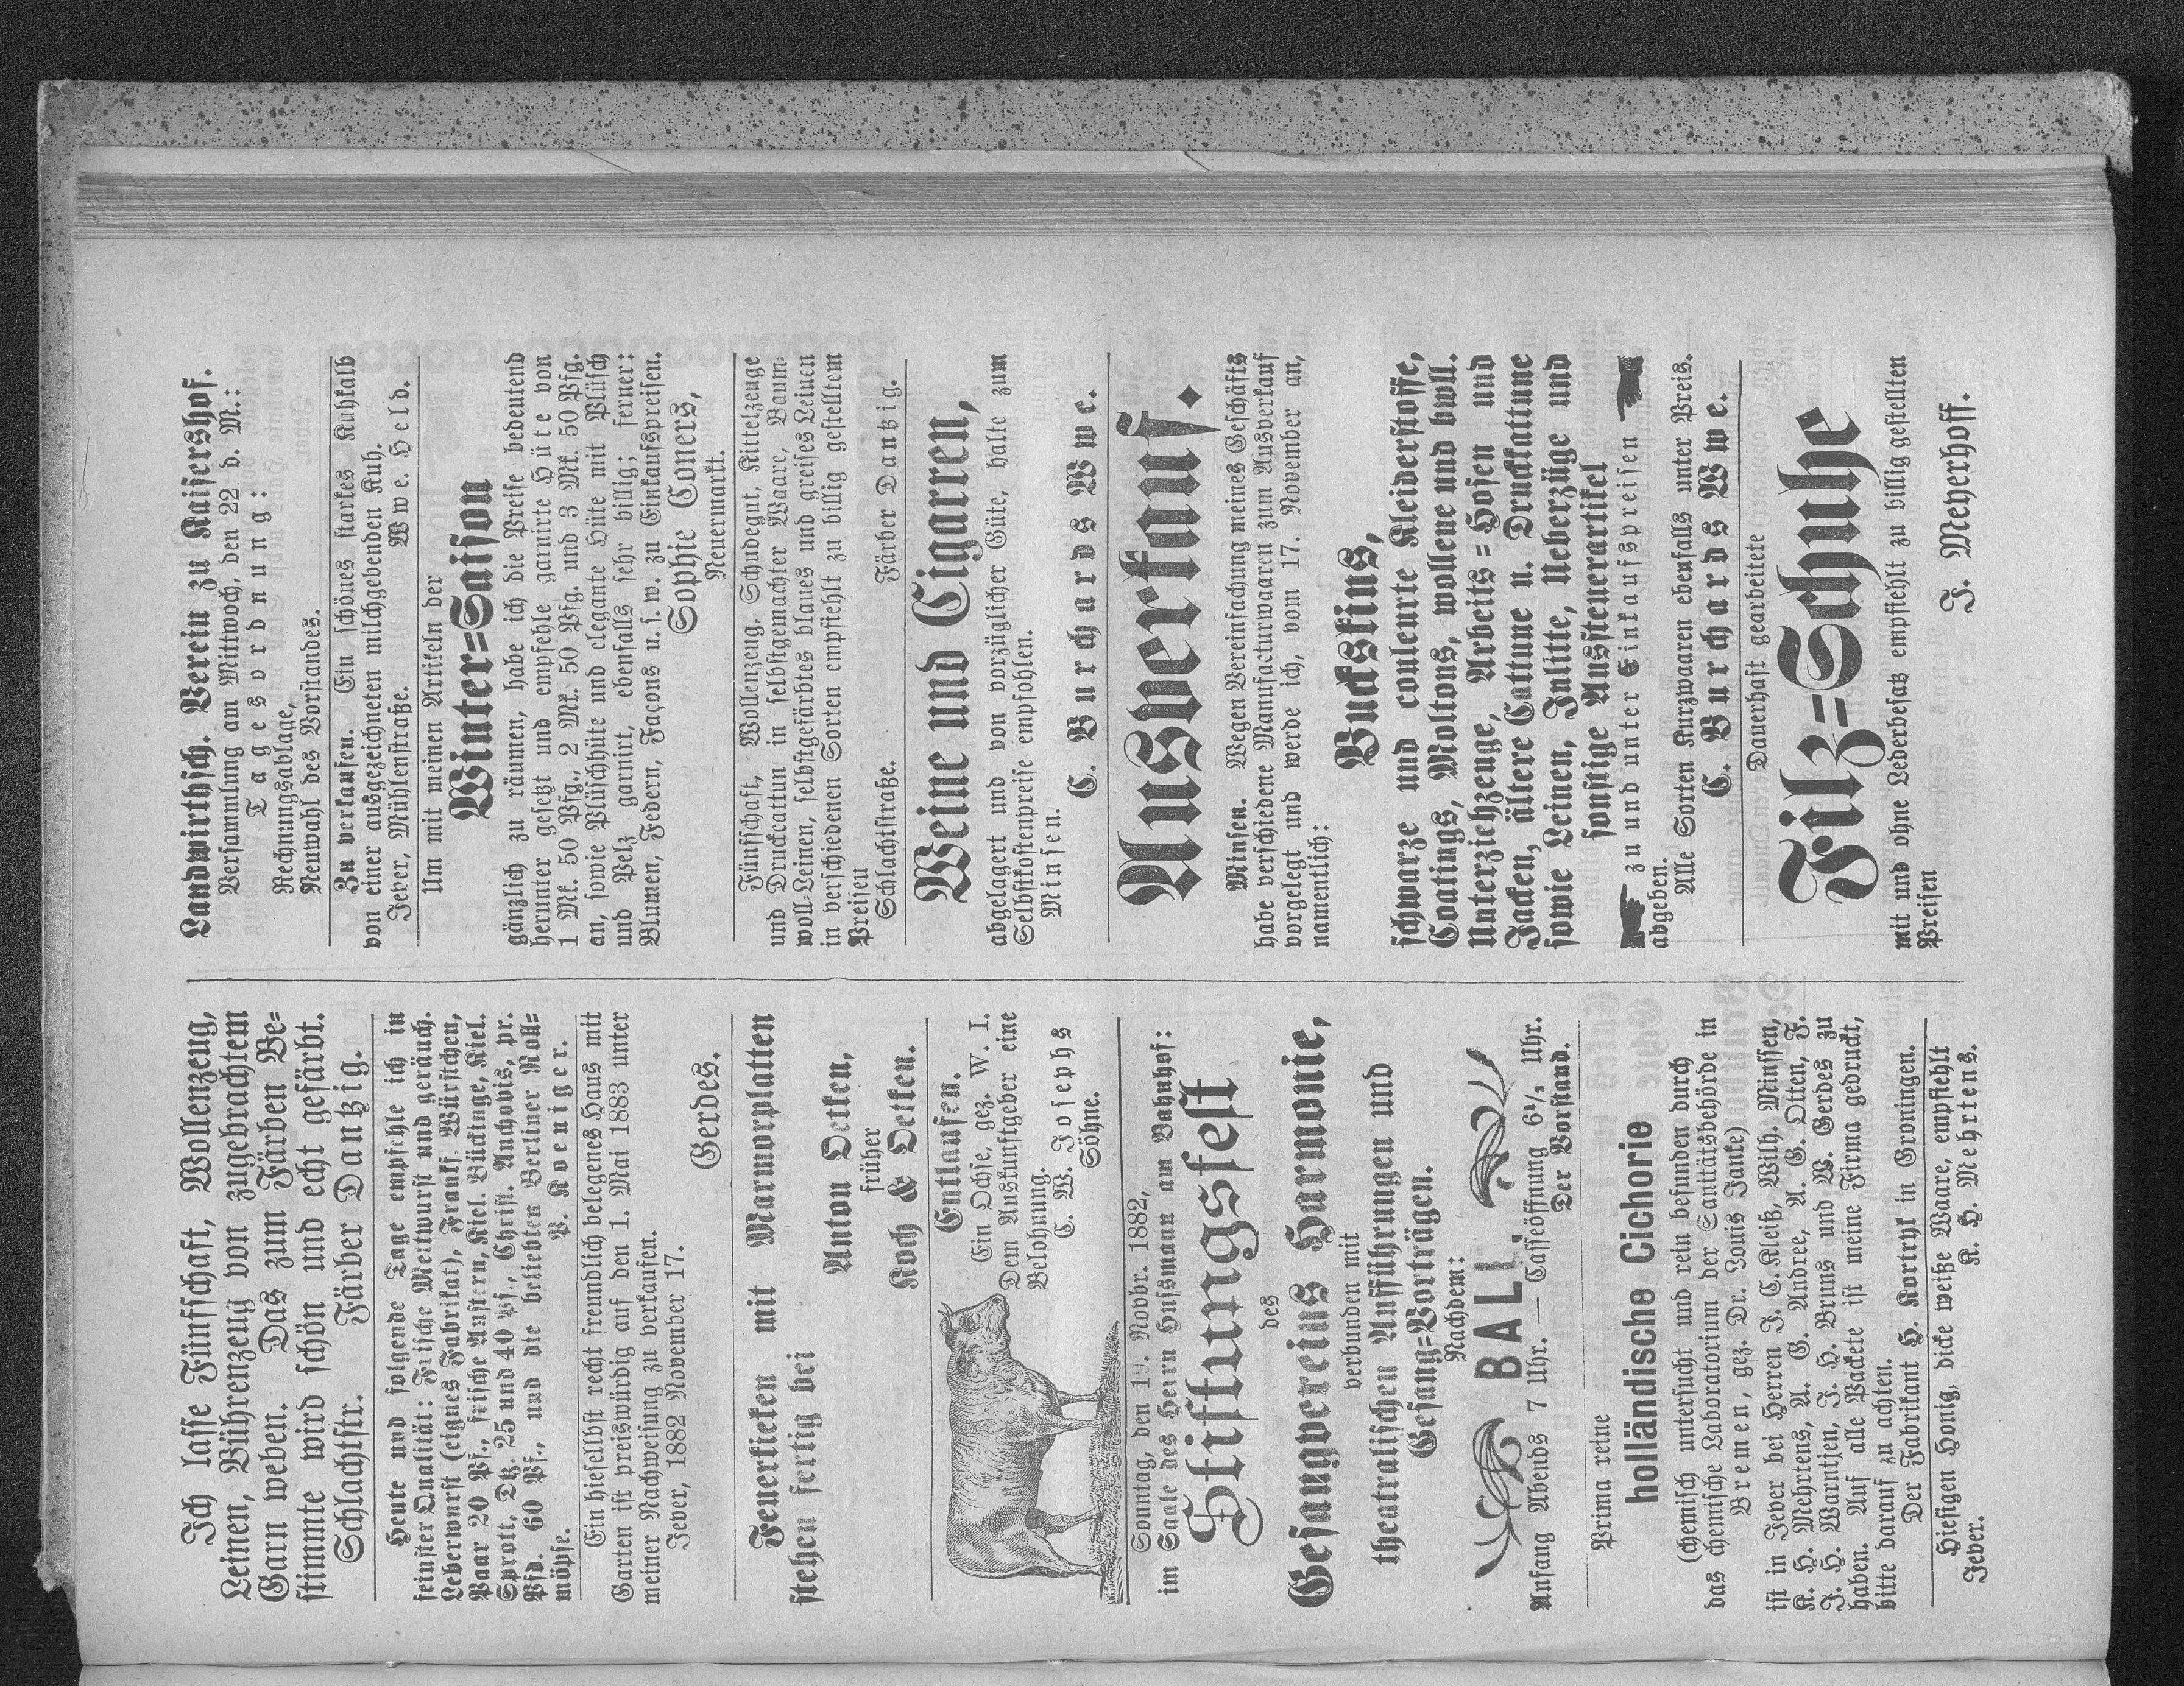 Ich lasse Fünfschaft, Wollenzeug,
Leinen, Bührenzeug von zugebrachtem
Garn weben. Das zum Färben Be-
stimmte wird schön und echt gefärbt.
Schlachtstr. Färber Dantzig.
Heute und folgende Tage empfehle ich in
feinster Qualität: Frische Mettwurst und geräuch.
Leberwurst (eignes Fabrikat), Frankf. Würstchen,
Paar 20 Pf., frische Austern, Kiel. Bückinge, Kiel.
Sprott, Dtz. 25 und 40 Pf., Christ. Anchovis, pr.
Pfd. 60 Pf., und die beliebten Berliner Roll-
möpse. P. Koeniger.
Ein hieselbst recht freundlich belegenes Haus mit
Garten ist preiswürdig auf den 1. Mai 1883 unter
meiner Nachweisung zu verkaufen.
Jever, 1882 November 17.
Gerdes.
Feuerkieken mit Marmorplatten
stehen fertig bei
Anton Oetken,
früher
Koch & Oetken.
Entlaufen.
Ein Ochse, gez. W. I.
Dem Auskunftgeber eine
Belohnung.
C. W. Josephs
Söhne.
Sonntag, den 19. Novbr. 1882,
im Saale des Herrn Hußmann am Bahnhof:
Stiftungsfest
des
Gesangvereins Harmonie,
verbunden mit
theatralischen Aufführungen und
Gesang=Vorträgen.
Nachdem:
BALL.
Anfang Abends 7 Uhr. — Casseöffnung 6½ Uhr.
Der Vorstand.
Prima reine
holländische Cichorie
(chemisch untersucht und rein befunden durch
das chemische Laboratorium der Sanitätsbehörde in
Bremen, gez. Dr. Louis Janke)
ist in Jever bei Herren J. C. Kleiß, Wilh. Minssen,
K. H. Mehrtens, A. G. Andree, A. G. Otten, F.
J. H. Warntjen, J. H. Bruns und W. Gerdes zu
haben. Auf alle Packete ist meine Firma gedruckt,
bitte darauf zu achten.
Der Fabrikant H. Kortryk in Groningen.
Hiesigen Honig, dicke weiße Waare, empfiehlt
Jever. K. H. Mehrtens.
Landwirthsch. Verein zu Kaisershof.
Versammlung am Mittwoch, den 22 d. M.:
Tagesordnung:
Rechnungsablage,
Neuwahl des Vorstandes.
Zu verkaufen. Ein schönes starkes Kuhkalb
von einer ausgezeichneten milchgebenden Kuh.
Jever, Mühlenstraße. Wwe. Held.
Um mit meinen Artikeln der
Winter=Saison
gänzlich zu räumen, habe ich die Preise bedeutend
herunter gesetzt und empfehle garnirte Hüte von
1 Mk. 50 Pfg., 2 Mk. 50 Pfg. und 3 Mk. 50 Pfg.
an, sowie Plüschhüte und elegante Hüte mit Plüsch
und Pelz garnirt, ebenfalls sehr billig; ferner:
Blumen, Federn, Façons u. s. w. zu Einkaufspreisen.
Sophie Coners,
Neuermarkt.
Fünfschaft, Wollenzeug, Schudegut, Kittelzeuge
und Druckcattun in selbstgemachter Waare, Baum-
woll-Leinen, selbstgefärbtes blaues und greises Leinen
in verschiedenen Sorten empfiehlt zu billig gestelltem
Preisen
Schlachtstraße. Färber Dantzig.
Weine und Cigarren,
abgelagert und von vorzüglicher Güte, halte zum
Selbstkostenpreise empfohlen.
Minsen.
C. Burchards Wwe.
Ausverkauf.
Minsen. Wegen Vereinfachung meines Geschäfts
habe verschiedene Manufacturwaaren zum Ausverkauf
vorgelegt und werde ich, vom 17. November an,
namentlich:
Buckskins,
schwarze und couleurte Kleiderstoffe,
Coatings, Moltons, wollene und bwll.
Unterziehzeuge, Arbeits=Hosen und
Jacken, ältere Cattune u. Druckkattune
sowie Leinen, Inlitte, Ueberzüge und
sonstige Aussteuerartikel
zu und unter Einkaufspreisen
abgeben.
Alle Sorten Kurzwaaren ebenfalls unter Preis.
C. Burchards Wwe.
Dauerhaft gearbeitete
Filz=Schuhe
mit und ohne Lederbesatz empfiehlt zu billig gestellten
Preisen
J. Meyerhoff.